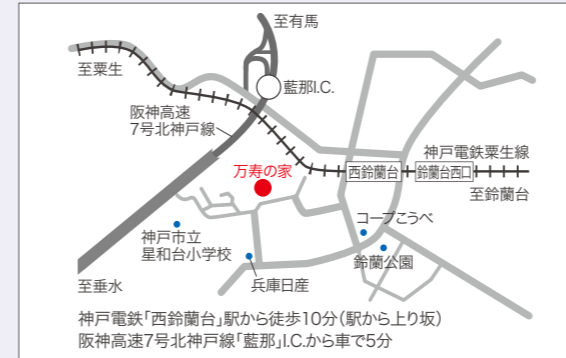 至有馬
至粟生
藍那I.C.
阪神高速
7号北神戸線
神戸電鉄粟生線
万寿の家
西鈴蘭台
鈴蘭台西口
至鈴蘭台
コープこうべ
神戸市立
星和台小学校
鈴蘭公園
兵庫日産
至垂水
神戸電鉄「西鈴蘭台」駅から徒歩10分(駅から上り坂)
阪神高速7号北神戸線「藍那」I.C.から車で5分